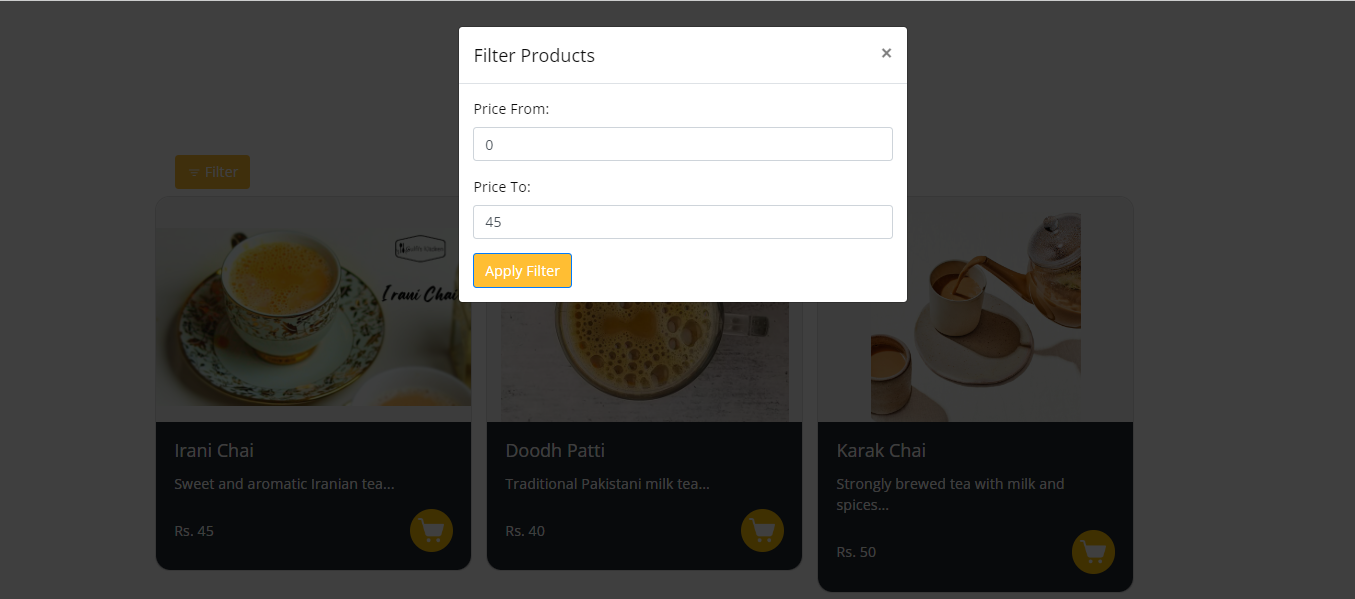 Filter Products
×
Price From:
0
Price To:
45
Apply Filter
Filter
Irani Chai
Irani Chai
Sweet and aromatic Iranian tea...
Rs. 45
Doodh Patti
Traditional Pakistani milk tea...
Rs. 40
Karak Chai
Strongly brewed tea with milk and
spices...
Rs. 50